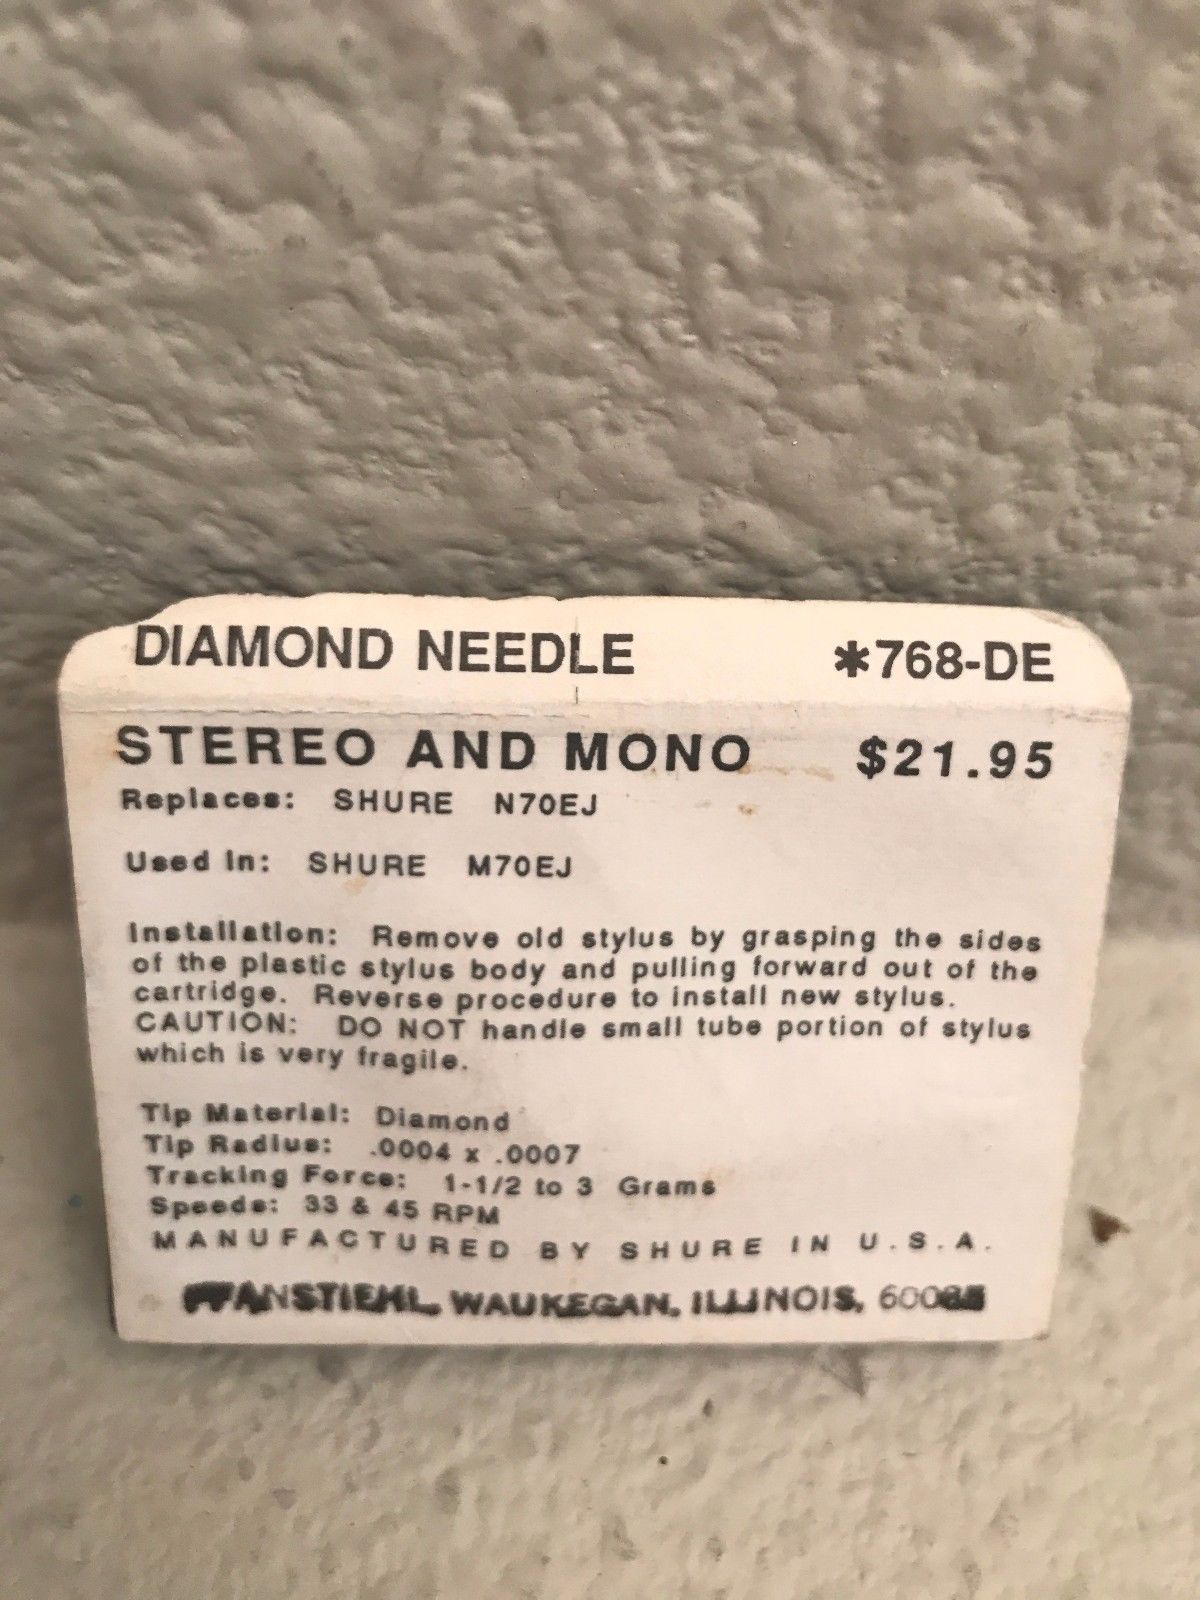 DIAMOND NEEDLE *768-DE
STEREO AND MONO $21.95
Replaces: SHURE N70EJ
Used In: SHURE M70EJ
Installation: Remove old stylus by grasping the sides
of the plastic stylus body and pulling forward out of the
cartridge. Reverse procedure to install new stylus.
CAUTION: DO NOT handle small tube portion of stylus
which is very fragile.
Tip Material: Diamond
Tip Radius: .0004 x .0007
Tracking Force: 1-1/2 to 3 Grams
Speeds: 33 & 45 RPM
MANUFACTURED BY SHURE IN U.S.A.
PFANSTIEHL, WAUKEGAN, ILLINOIS,